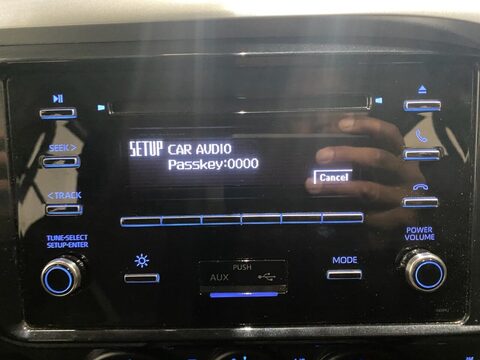 SETUP CAR AUDIO
Passkey:0000
Cancel
SEEK >
< TRACK
TUNE•SELECT
SETUP•ENTER
POWER
VOLUME
PUSH
AUX
MODE